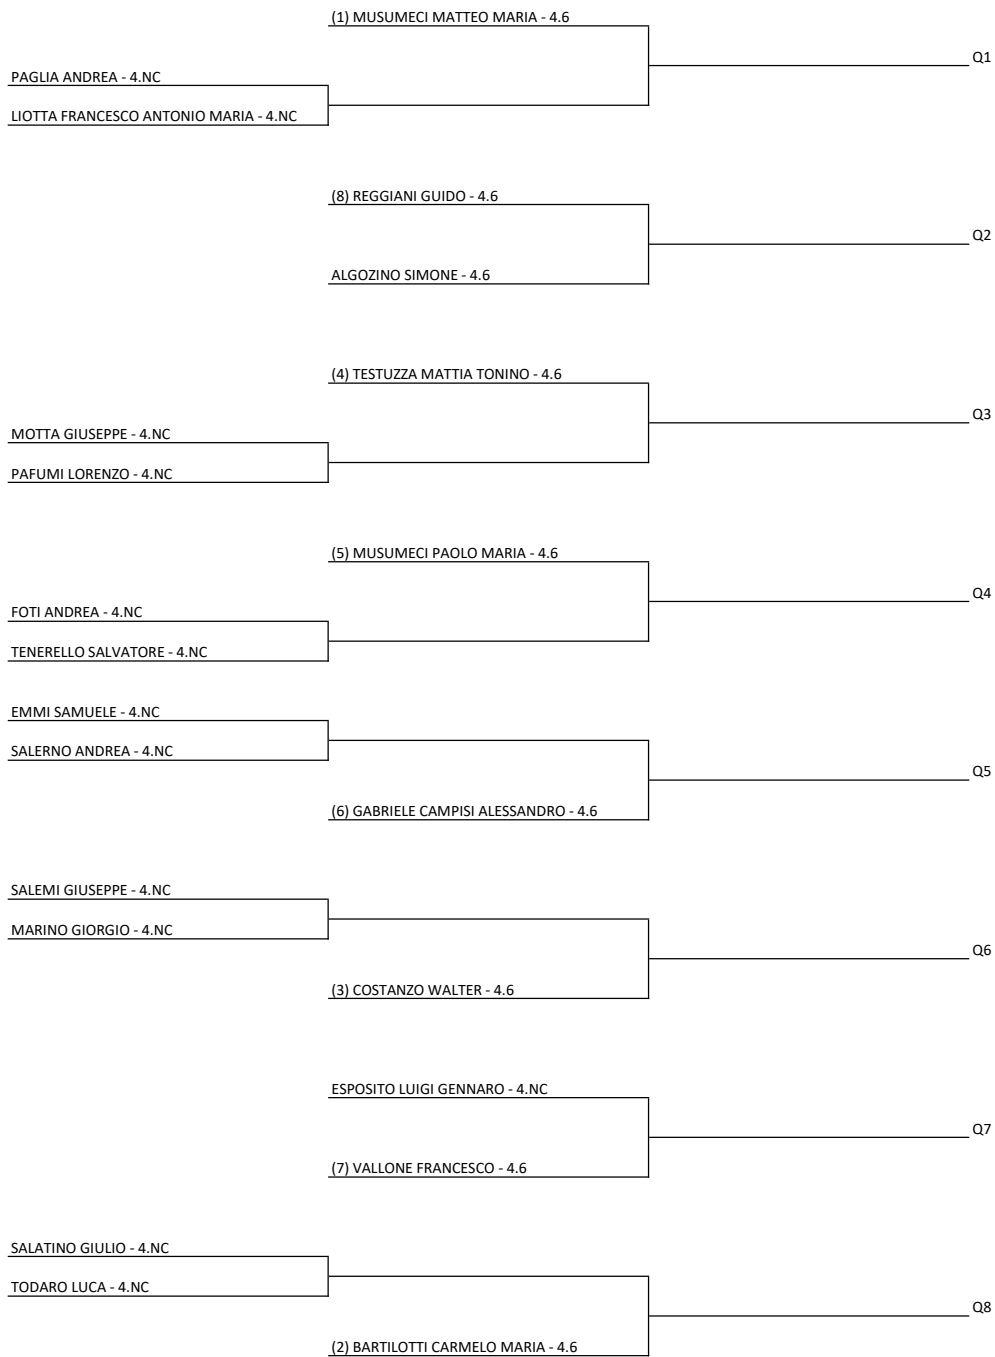 (1) MUSUMECI MATTEO MARIA - 4.6
Q1
PAGLIA ANDREA - 4.NC
LIOTTA FRANCESCO ANTONIO MARIA - 4.NC
(8) REGGIANI GUIDO - 4.6
Q2
ALGOZINO SIMONE - 4.6
(4) TESTUZZA MATTIA TONINO - 4.6
Q3
MOTTA GIUSEPPE - 4.NC
PAFUMI LORENZO - 4.NC
(5) MUSUMECI PAOLO MARIA - 4.6
Q4
FOTI ANDREA - 4.NC
TENERELLO SALVATORE - 4.NC
EMMI SAMUELE - 4.NC
SALERNO ANDREA - 4.NC
Q5
(6) GABRIELE CAMPISI ALESSANDRO - 4.6
SALEMI GIUSEPPE - 4.NC
MARINO GIORGIO - 4.NC
Q6
(3) COSTANZO WALTER - 4.6
ESPOSITO LUIGI GENNARO - 4.NC
Q7
(7) VALLONE FRANCESCO - 4.6
SALATINO GIULIO - 4.NC
TODARO LUCA - 4.NC
Q8
(2) BARTILOTTI CARMELO MARIA - 4.6